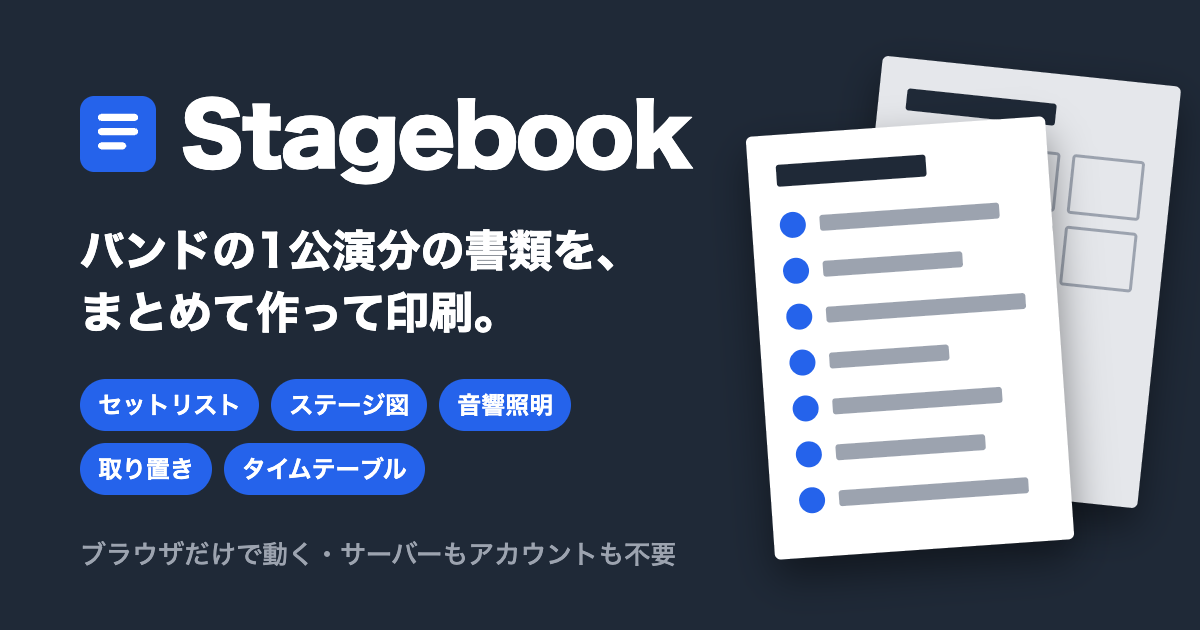 Stagebook
バンドの1公演分の書類を、
まとめて作って印刷。
セットリスト ステージ図 音響照明
取り置き タイムテーブル
ブラウザだけで動く・サーバーもアカウントも不要